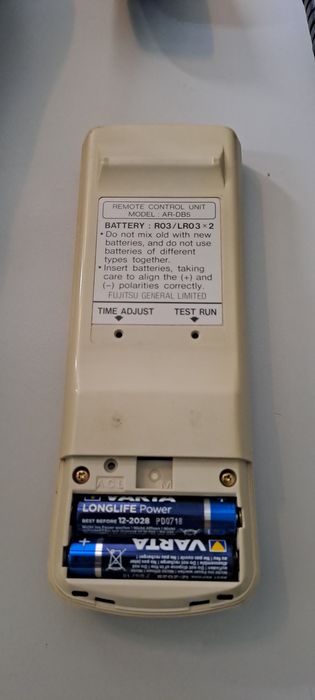 REMOTE CONTROL UNIT
MODEL : AR-DB5
BATTERY : R03/LR03×2
• Do not mix old with new
batteries, and do not use
batteries of different
types together.
• Insert batteries, taking
care to align the (+) and
(−) polarities correctly.
FUJITSU GENERAL LIMITED
TIME ADJUST TEST RUN
ACL M
VARTA
LONGLIFE Power
BEST BEFORE 12-2028 PD0718
+ VARTA